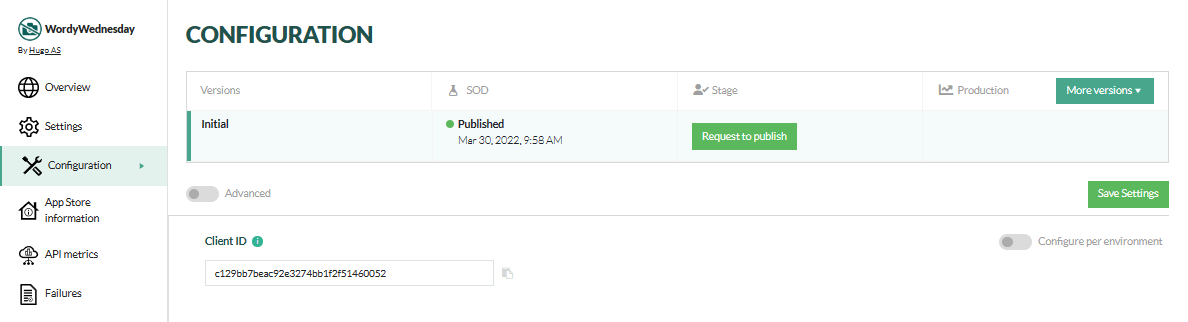 WordyWednesday
By Hugo AS
Overview
Settings
Configuration
App Store
information
API metrics
Failures
CONFIGURATION
Versions SOD Stage Production More versions
Initial Published
Mar 30, 2022, 9:58 AM
Request to publish
Advanced Save Settings
Client ID Configure per environment
c129bb7beac92e3274bb1f2f51460052